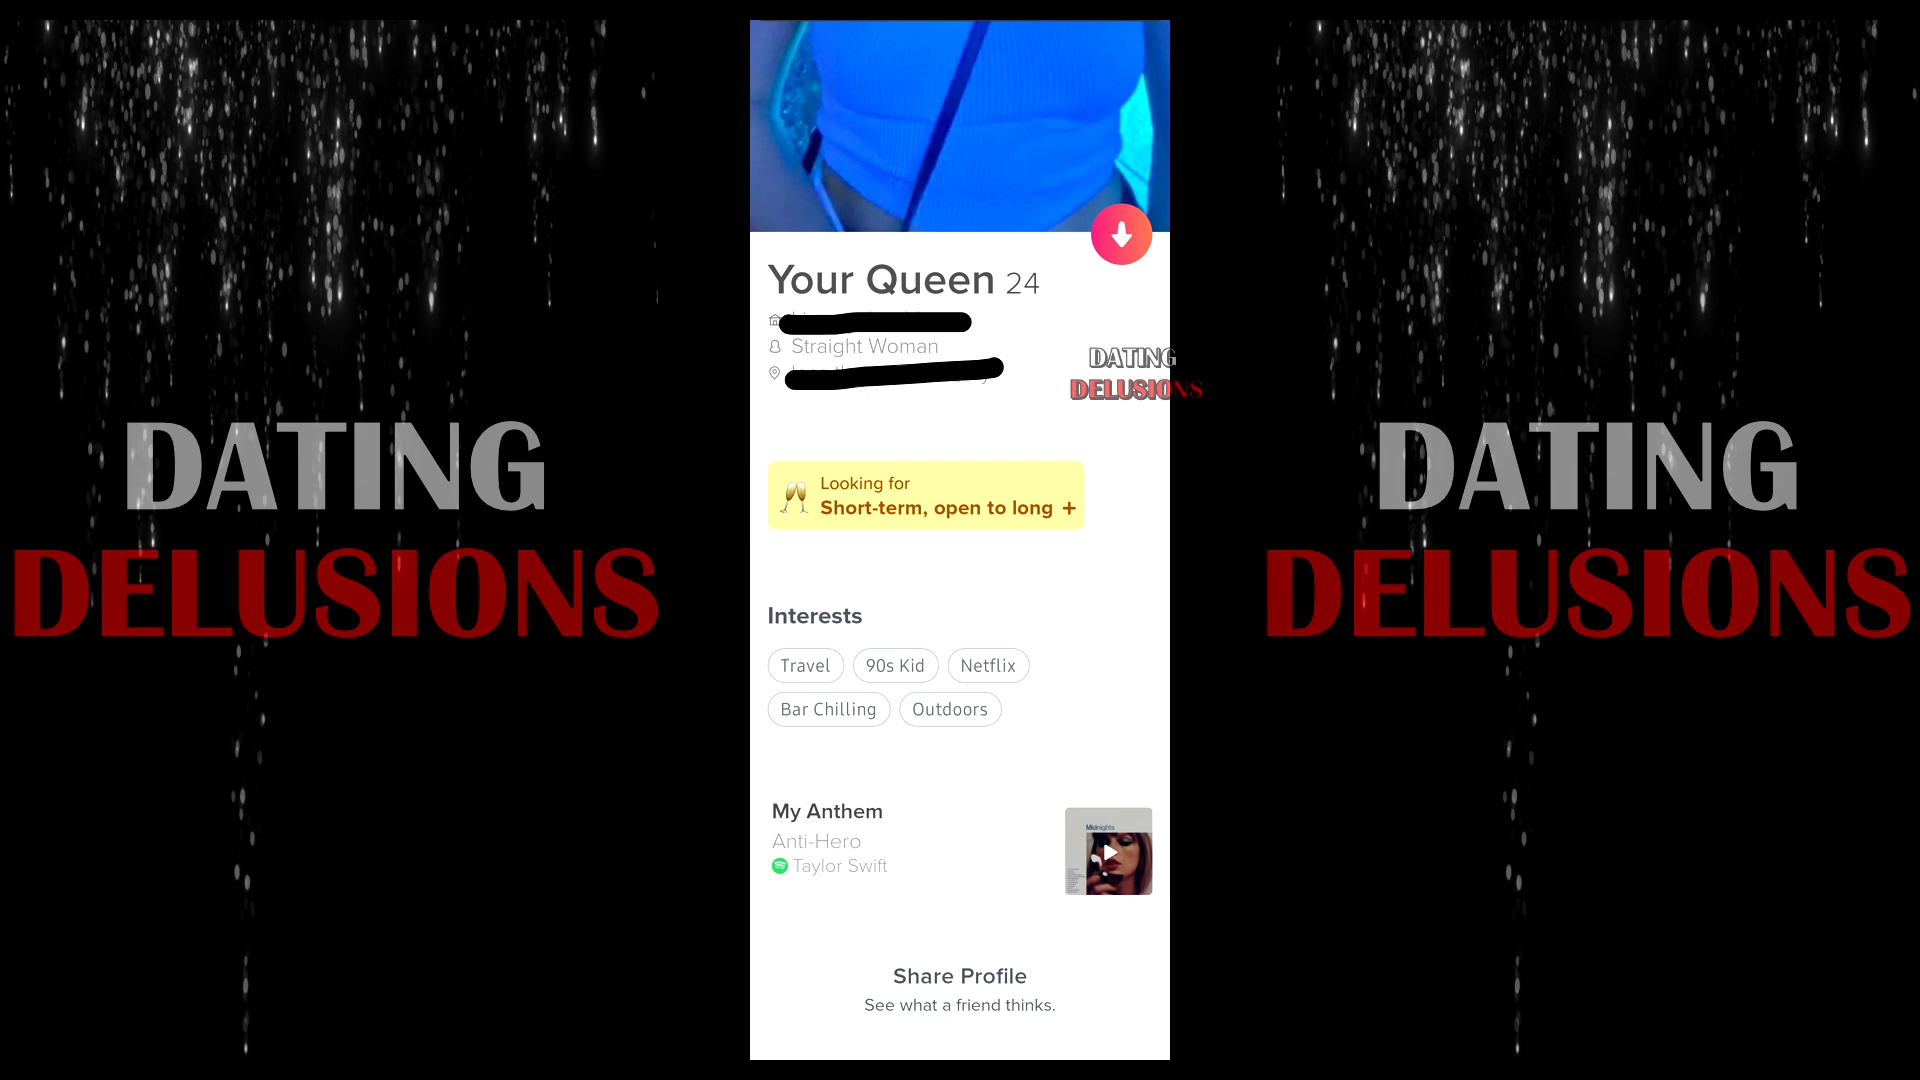 DATING
DELUSIONS
Your Queen 24
Straight Woman
DATING
DELUSIONS
Looking for
Short-term, open to long +
Interests
Travel
90s Kid
Netflix
Bar Chilling
Outdoors
My Anthem
Anti-Hero
Taylor Swift
Midnights
Share Profile
See what a friend thinks.
DATING
DELUSIONS